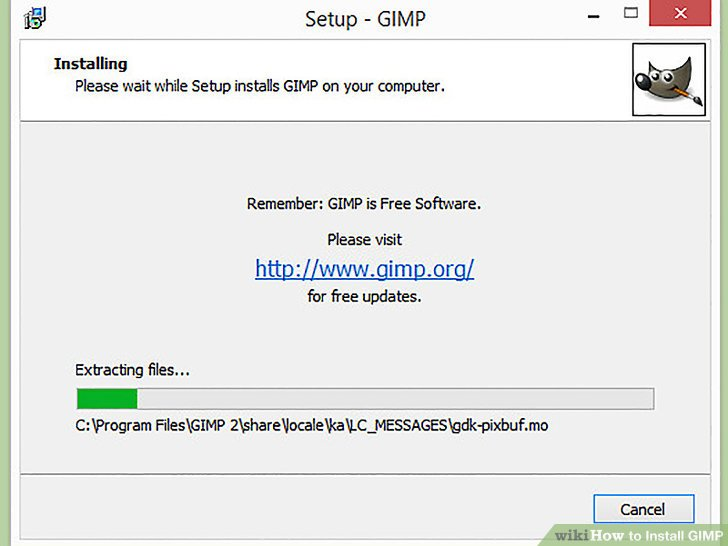 Setup - GIMP
Installing
Please wait while Setup installs GIMP on your computer.
Remember: GIMP is Free Software.
Please visit
http://www.gimp.org/
for free updates.
Extracting files...
C:\Program Files\GIMP 2\share\locale\ka\LC_MESSAGES\gdk-pixbuf.mo
Cancel
wikiHow to Install GIMP